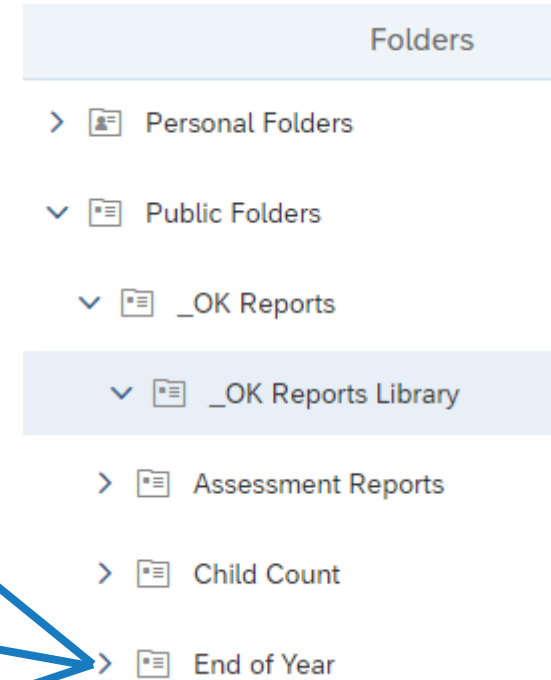 Folders
Personal Folders
Public Folders
_OK Reports
_OK Reports Library
Assessment Reports
Child Count
End of Year